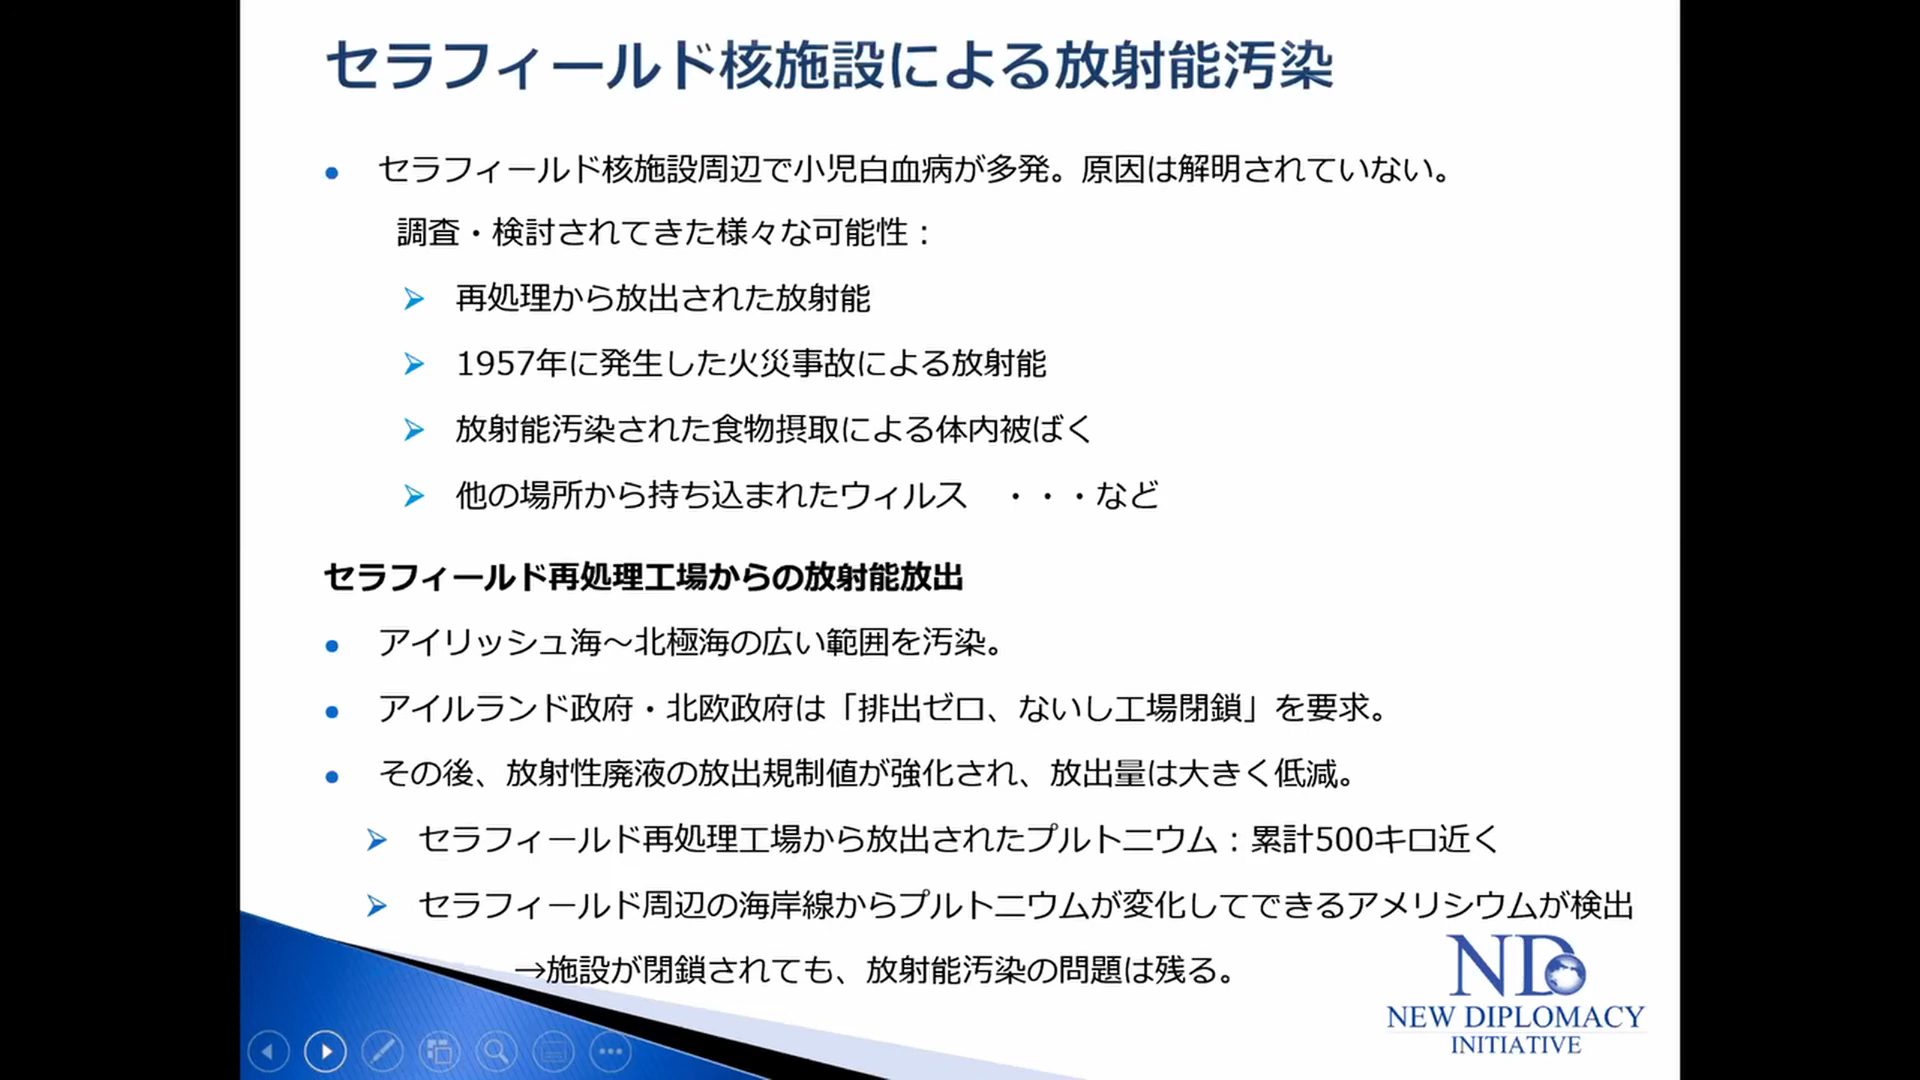 セラフィールド核施設による放射能汚染
セラフィールド核施設周辺で小児白血病が多発。原因は解明されていない。
調査・検討されてきた様々な可能性：
再処理から放出された放射能
1957年に発生した火災事故による放射能
放射能汚染された食物摂取による体内被ばく
他の場所から持ち込まれたウィルス　・・・など
セラフィールド再処理工場からの放射能放出
アイリッシュ海～北極海の広い範囲を汚染。
アイルランド政府・北欧政府は「排出ゼロ、ないし工場閉鎖」を要求。
その後、放射性廃液の放出規制値が強化され、放出量は大きく低減。
セラフィールド再処理工場から放出されたプルトニウム：累計500キロ近く
セラフィールド周辺の海岸線からプルトニウムが変化してできるアメリシウムが検出
→施設が閉鎖されても、放射能汚染の問題は残る。
ND
NEW DIPLOMACY
INITIATIVE